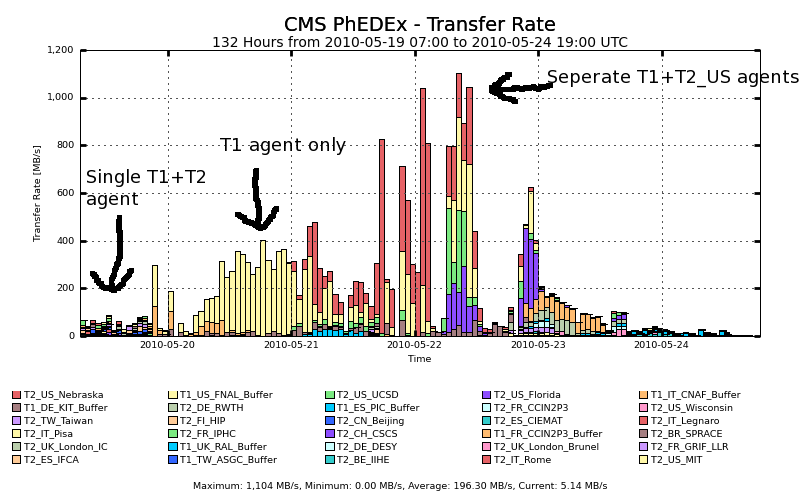 CMS PhEDEx - Transfer Rate
132 Hours from 2010-05-19 07:00 to 2010-05-24 19:00 UTC
1,200
1,000
800
600
400
200
0
Transfer Rate [MB/s]
Seperate T1+T2_US agents
T1 agent only
Single T1+T2
agent
2010-05-20 2010-05-21 2010-05-22 2010-05-23 2010-05-24
Time
T2_US_Nebraska T1_US_FNAL_Buffer T2_US_UCSD T2_US_Florida T1_IT_CNAF_Buffer
T1_DE_KIT_Buffer T2_DE_RWTH T1_ES_PIC_Buffer T2_FR_CCIN2P3 T2_US_Wisconsin
T2_TW_Taiwan T2_FI_HIP T2_CN_Beijing T2_ES_CIEMAT T2_IT_Legnaro
T2_IT_Pisa T2_FR_IPHC T2_CH_CSCS T1_FR_CCIN2P3_Buffer T2_BR_SPRACE
T2_UK_London_IC T1_UK_RAL_Buffer T2_DE_DESY T2_UK_London_Brunel T2_FR_GRIF_LLR
T2_ES_IFCA T1_TW_ASGC_Buffer T2_BE_IIHE T2_IT_Rome T2_US_MIT
Maximum: 1,104 MB/s, Minimum: 0.00 MB/s, Average: 196.30 MB/s, Current: 5.14 MB/s